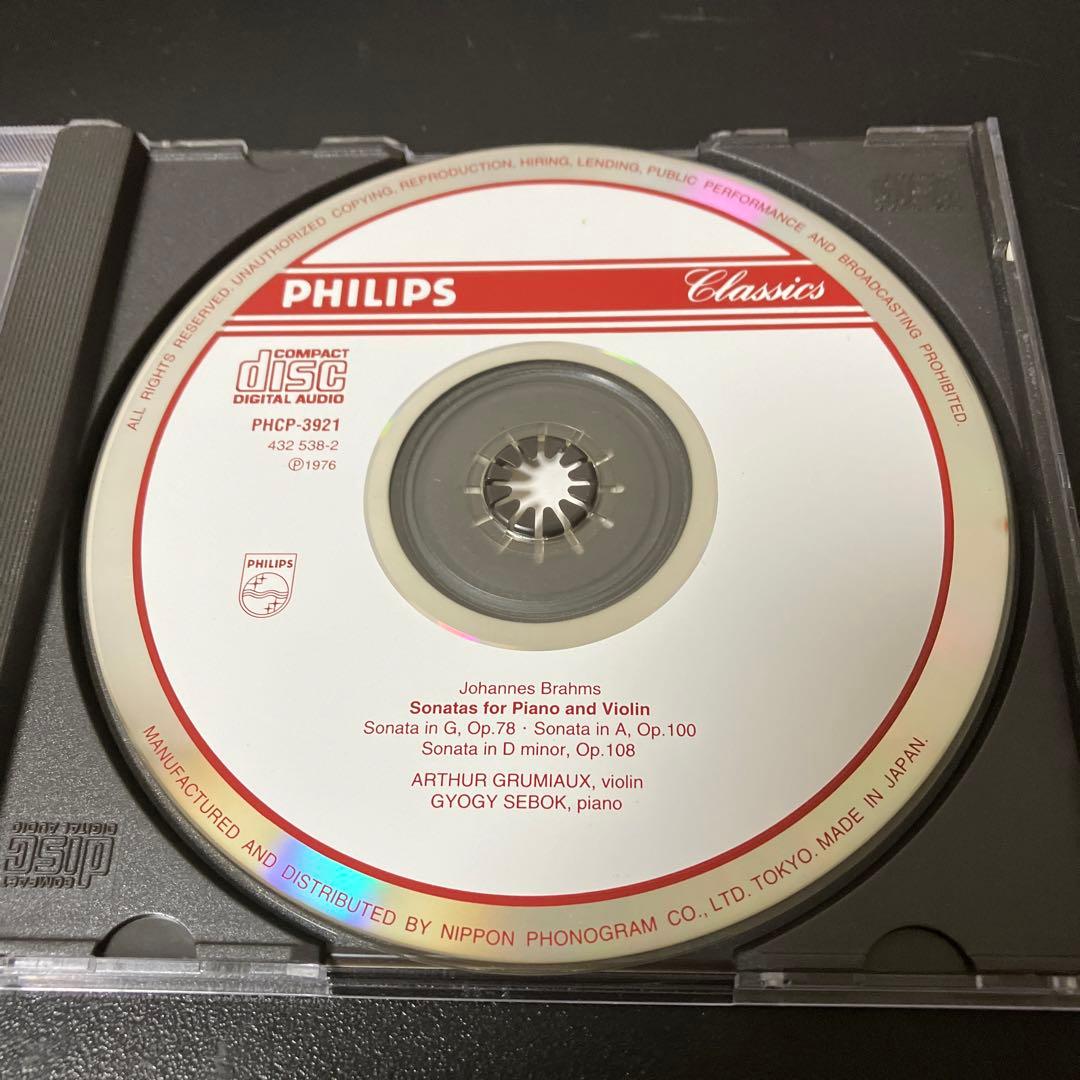 ALL RIGHTS RESERVED. UNAUTHORIZED COPYING, REPRODUCTION, HIRING, LENDING, PUBLIC PERFORMANCE AND BROADCASTING PROHIBITED.
PHILIPS
Classics
COMPACT
disc
DIGITAL AUDIO
PHCP-3921
432 538-2
Ⓟ1976
PHILIPS
Johannes Brahms
Sonatas for Piano and Violin
Sonata in G, Op.78 · Sonata in A, Op.100
Sonata in D minor, Op.108
ARTHUR GRUMIAUX, violin
GYOGY SEBOK, piano
MANUFACTURED AND DISTRIBUTED BY NIPPON PHONOGRAM CO., LTD. TOKYO. MADE IN JAPAN.
COMPACT
disc
DIGITAL AUDIO